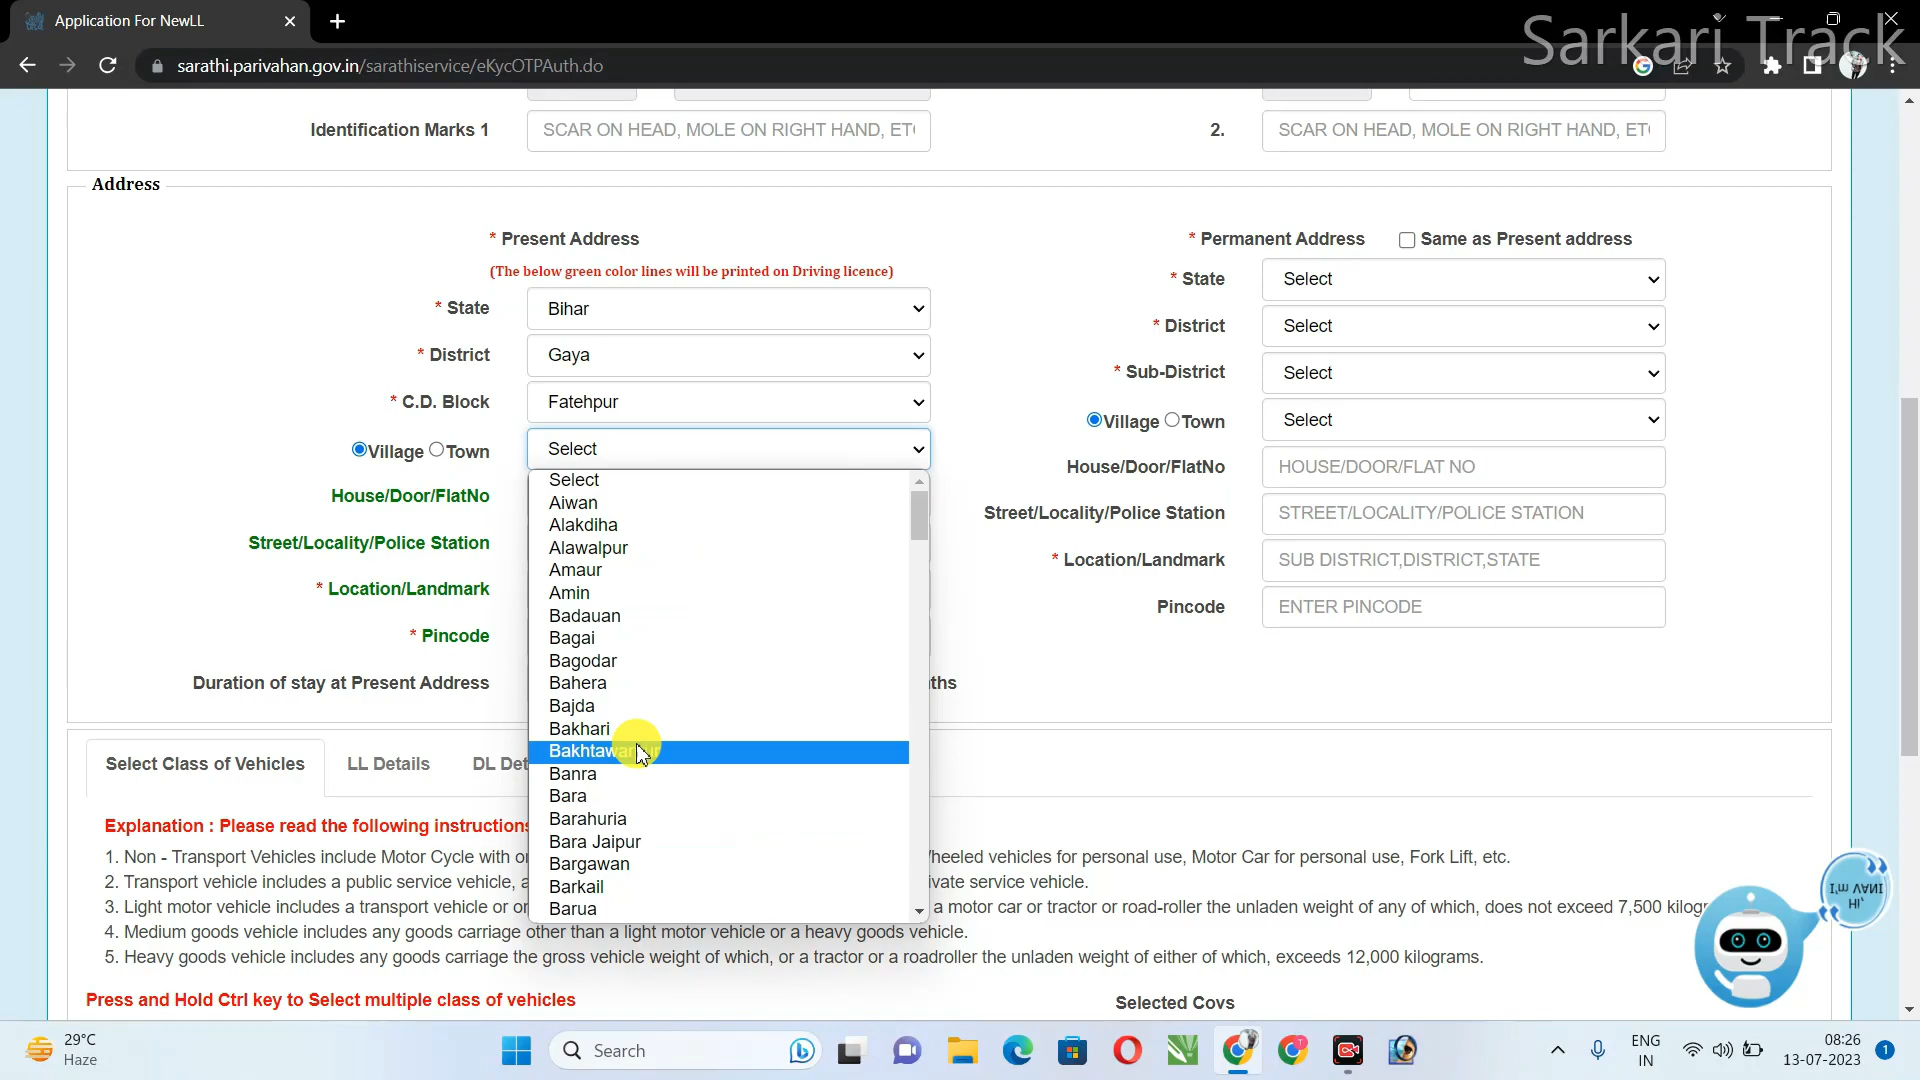 Application For NewLL
Sarkari Track
sarathi.parivahan.gov.in/sarathiservice/eKycOTPAuth.do
Identification Marks 1
SCAR ON HEAD, MOLE ON RIGHT HAND, ET
2.
SCAR ON HEAD, MOLE ON RIGHT HAND, ET
Address
* Present Address
* Permanent Address
Same as Present address
(The below green color lines will be printed on Driving licence)
* State
Bihar
* State
Select
* District
Gaya
* District
Select
* C.D. Block
Fatehpur
* Sub-District
Select
Village Town
Select
Village Town
Select
House/Door/FlatNo
House/Door/FlatNo
HOUSE/DOOR/FLAT NO
Street/Locality/Police Station
Street/Locality/Police Station
STREET/LOCALITY/POLICE STATION
* Location/Landmark
* Location/Landmark
SUB DISTRICT,DISTRICT,STATE
* Pincode
Pincode
ENTER PINCODE
Duration of stay at Present Address
ths
Select
Aiwan
Alakdiha
Alawalpur
Amaur
Amin
Badauan
Bagai
Bagodar
Bahera
Bajda
Bakhari
Bakhtawarpur
Banra
Bara
Barahuria
Bara Jaipur
Bargawan
Barkail
Barua
Select Class of Vehicles
LL Details
DL Det
Explanation : Please read the following instructions
1. Non - Transport Vehicles include Motor Cycle with or
heeled vehicles for personal use, Motor Car for personal use, Fork Lift, etc.
2. Transport vehicle includes a public service vehicle, a
ivate service vehicle.
3. Light motor vehicle includes a transport vehicle or on
a motor car or tractor or road-roller the unladen weight of any of which, does not exceed 7,500 kilogr
4. Medium goods vehicle includes any goods carriage other than a light motor vehicle or a heavy goods vehicle.
5. Heavy goods vehicle includes any goods carriage the gross vehicle weight of which, or a tractor or a roadroller the unladen weight of either of which, exceeds 12,000 kilograms.
Press and Hold Ctrl key to Select multiple class of vehicles
Selected Covs
HI,
I'M VANI
29°C
Haze
Search
ENG
IN
08:26
13-07-2023
1